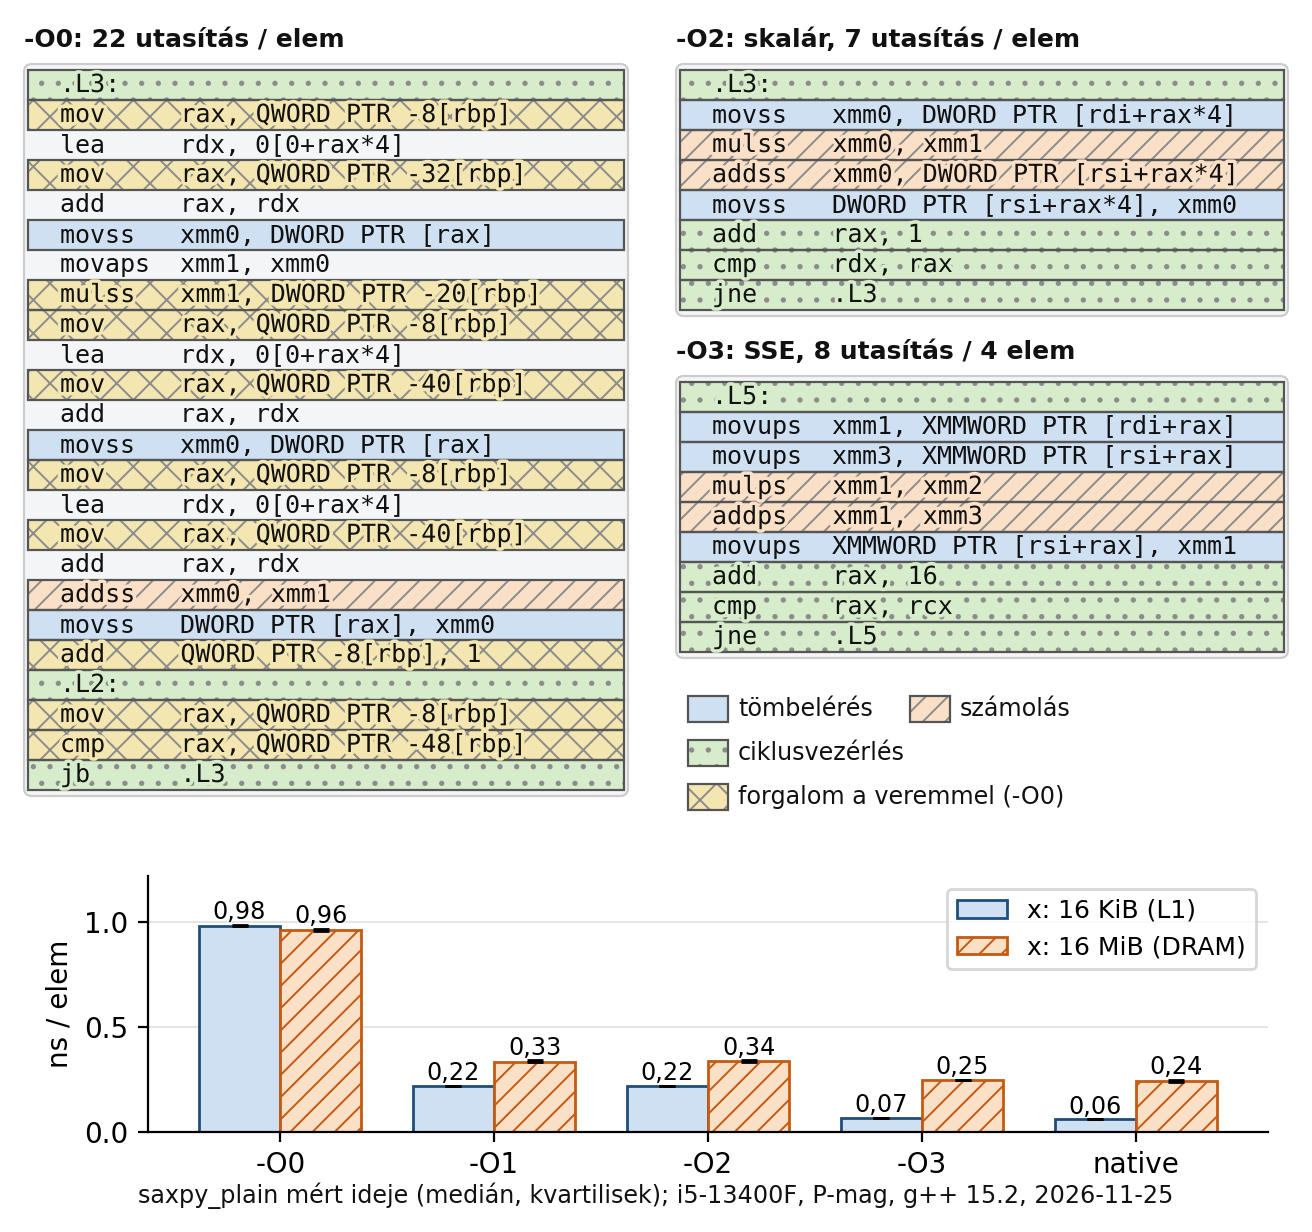 -O0: 22 utasítás / elem
.L3:
mov rax, QWORD PTR -8[rbp]
lea rdx, 0[0+rax*4]
mov rax, QWORD PTR -32[rbp]
add rax, rdx
movss xmm0, DWORD PTR [rax]
movaps xmm1, xmm0
mulss xmm1, DWORD PTR -20[rbp]
mov rax, QWORD PTR -8[rbp]
lea rdx, 0[0+rax*4]
mov rax, QWORD PTR -40[rbp]
add rax, rdx
movss xmm0, DWORD PTR [rax]
mov rax, QWORD PTR -8[rbp]
lea rdx, 0[0+rax*4]
mov rax, QWORD PTR -40[rbp]
add rax, rdx
addss xmm0, xmm1
movss DWORD PTR [rax], xmm0
add QWORD PTR -8[rbp], 1
.L2:
mov rax, QWORD PTR -8[rbp]
cmp rax, QWORD PTR -48[rbp]
jb .L3
-O2: skalár, 7 utasítás / elem
.L3:
movss xmm0, DWORD PTR [rdi+rax*4]
mulss xmm0, xmm1
addss xmm0, DWORD PTR [rsi+rax*4]
movss DWORD PTR [rsi+rax*4], xmm0
add rax, 1
cmp rdx, rax
jne .L3
-O3: SSE, 8 utasítás / 4 elem
.L5:
movups xmm1, XMMWORD PTR [rdi+rax]
movups xmm3, XMMWORD PTR [rsi+rax]
mulps xmm1, xmm2
addps xmm1, xmm3
movups XMMWORD PTR [rsi+rax], xmm1
add rax, 16
cmp rax, rcx
jne .L5
tömbelérés számolás
ciklusvezérlés
forgalom a veremmel (-O0)
ns / elem
1.0
0.5
0.0
0,98 0,96
0,22 0,33
0,22 0,34
0,07 0,25
0,06 0,24
x: 16 KiB (L1)
x: 16 MiB (DRAM)
-O0 -O1 -O2 -O3 native
saxpy_plain mért ideje (medián, kvartilisek); i5-13400F, P-mag, g++ 15.2, 2026-11-25